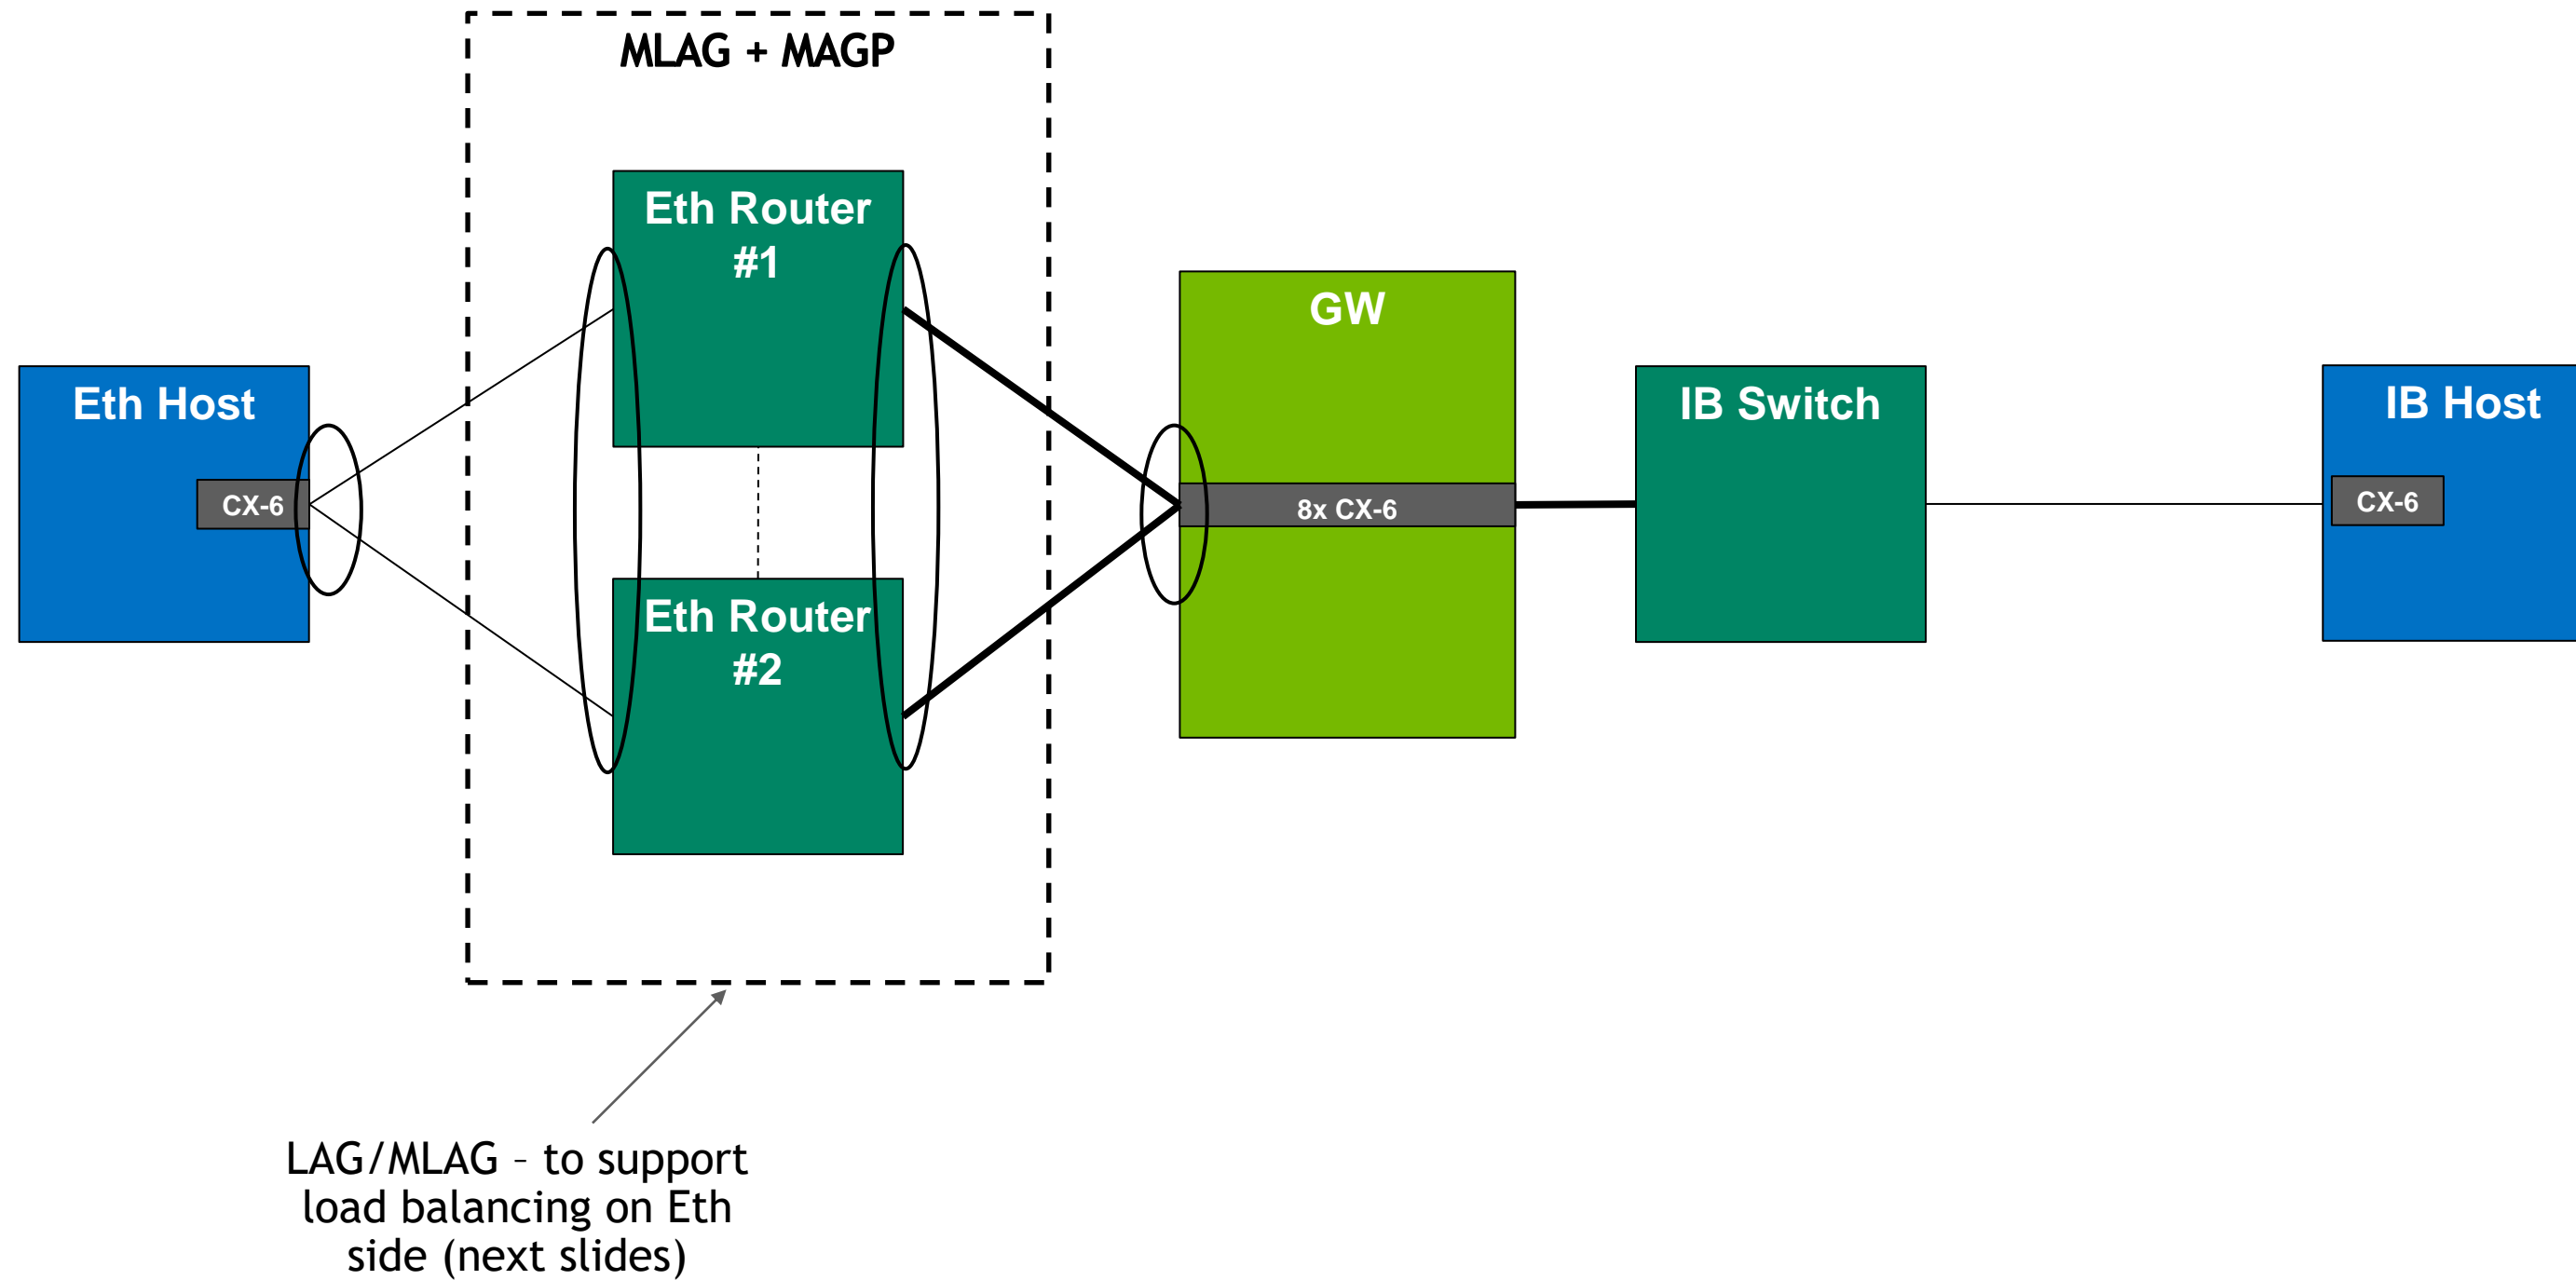 MLAG + MAGP
Eth Router
#1
GW
Eth Host
IB Switch
IB Host
CX-6
8x CX-6
CX-6
Eth Router
#2
LAG/MLAG – to support
load balancing on Eth
side (next slides)